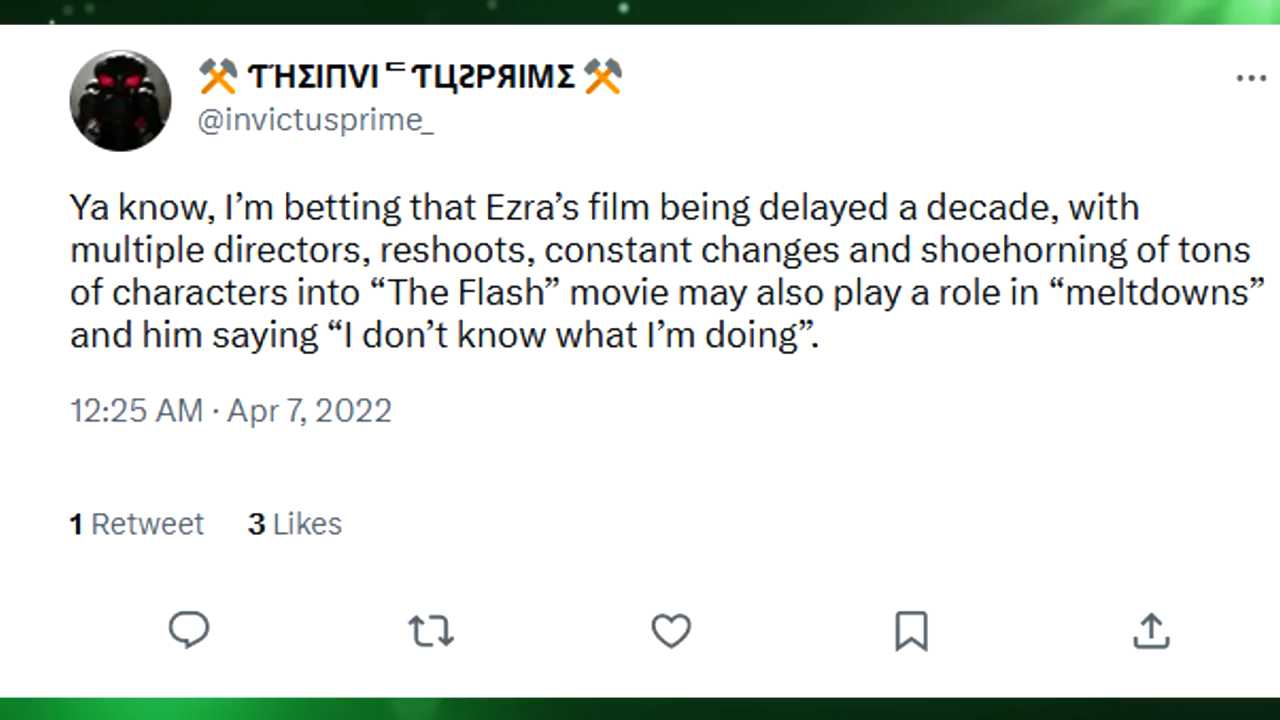 ⚒ ƬΉΣIПVI ᄃ ƬЦƧPЯIMΣ ⚒
@invictusprime_
Ya know, I’m betting that Ezra’s film being delayed a decade, with
multiple directors, reshoots, constant changes and shoehorning of tons
of characters into “The Flash” movie may also play a role in “meltdowns”
and him saying “I don’t know what I’m doing”.
12:25 AM · Apr 7, 2022
1 Retweet 3 Likes